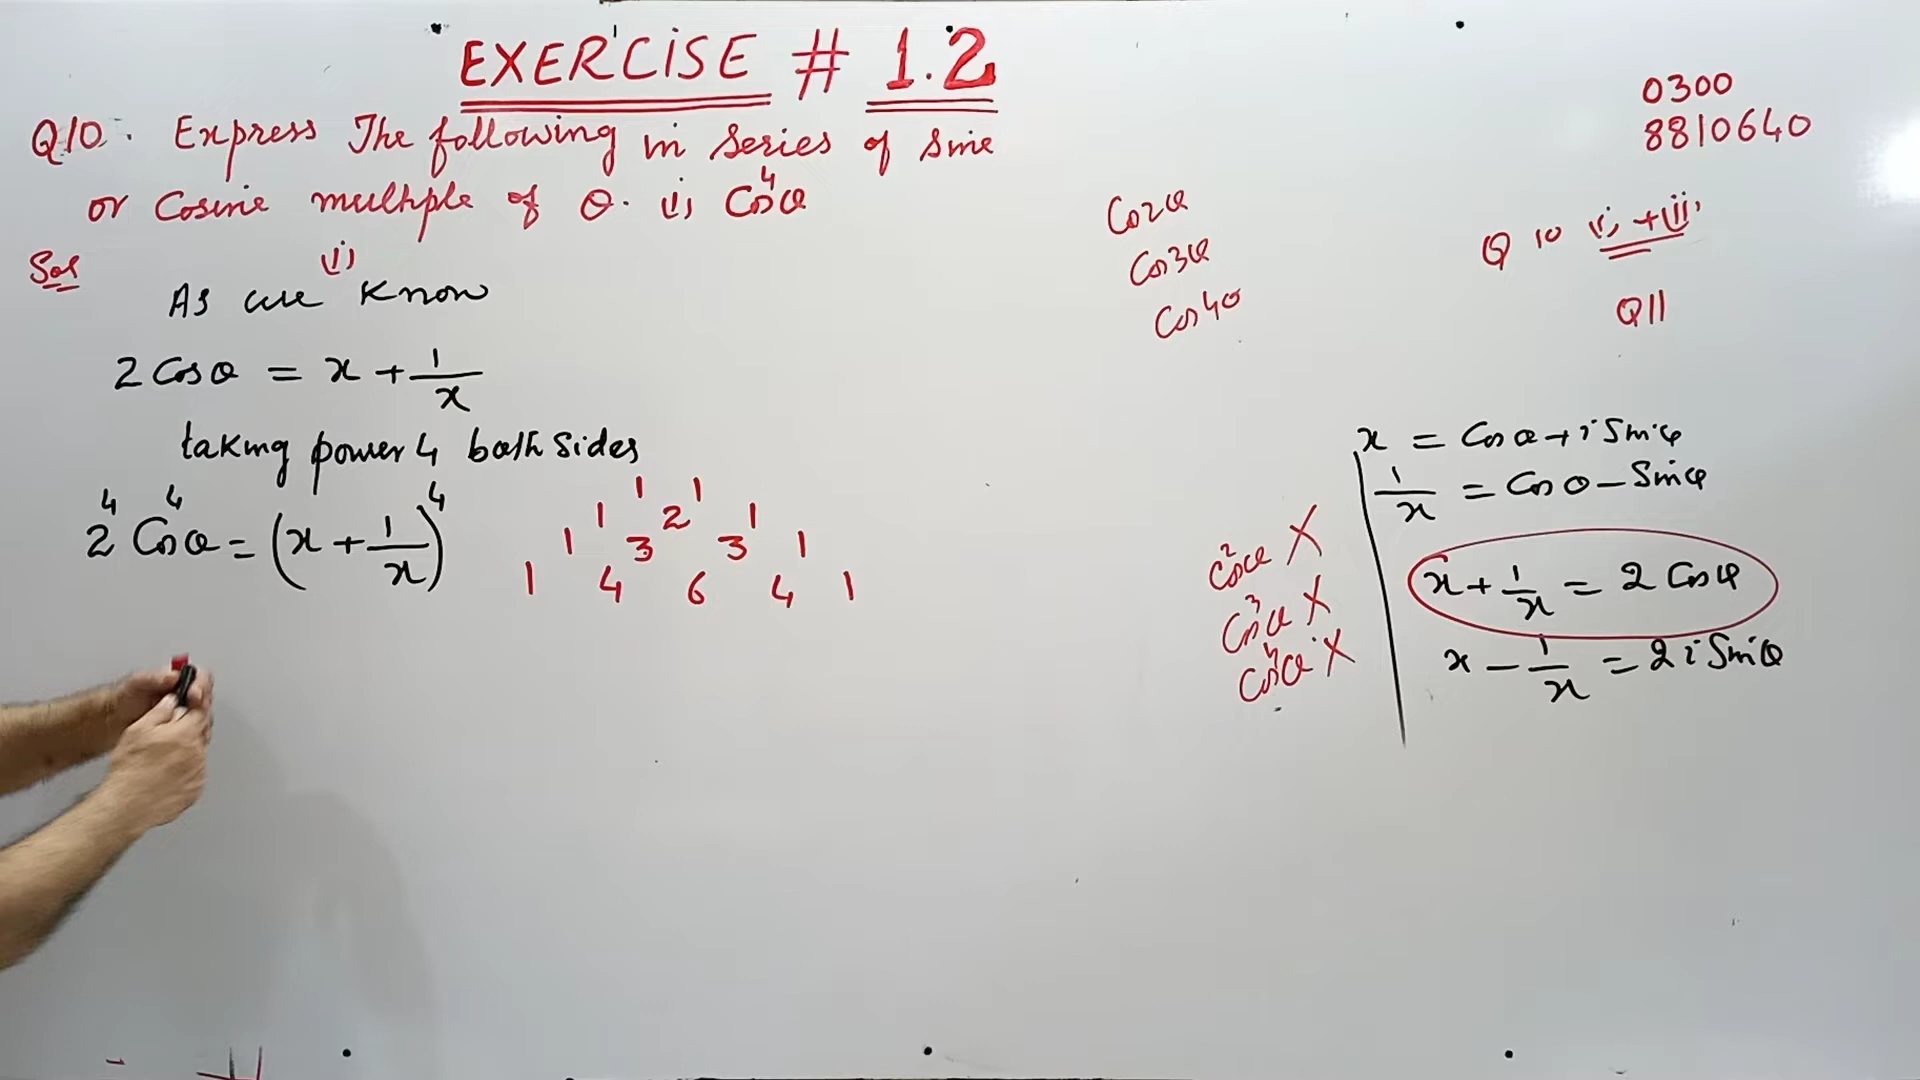 EXERCISE # 1.2
Q10. Express The following in Series of Sine
or Cosine multiple of θ. (i) Cos⁴θ
Sol
(i)
As we Know
2 Cosθ = x + 1/x
taking power 4 both sides
2⁴ Cos⁴θ = (x + 1/x)⁴
1 1
1 2 1
1 3 3 1
1 4 6 4 1
Cos2θ
Cos3θ
Cos4θ
0300
8810640
Q 10 (i) + (ii)
Q11
x = Cosθ + i Sinθ
1/x = Cosθ - Sinθ
x + 1/x = 2 Cosθ
x - 1/x = 2 i Sinθ
Cos²θ X
Cos³θ X
Cos⁴θ X